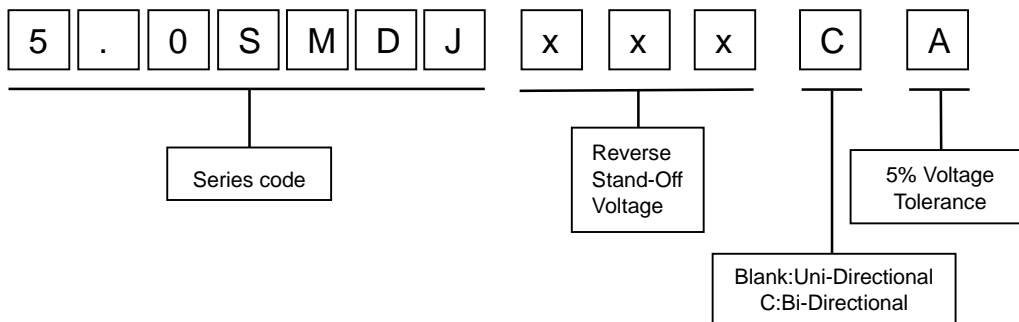 5 . 0 S M D J x x x C A
Series code
Reverse
Stand-Off
Voltage
5% Voltage
Tolerance
Blank:Uni-Directional
C:Bi-Directional